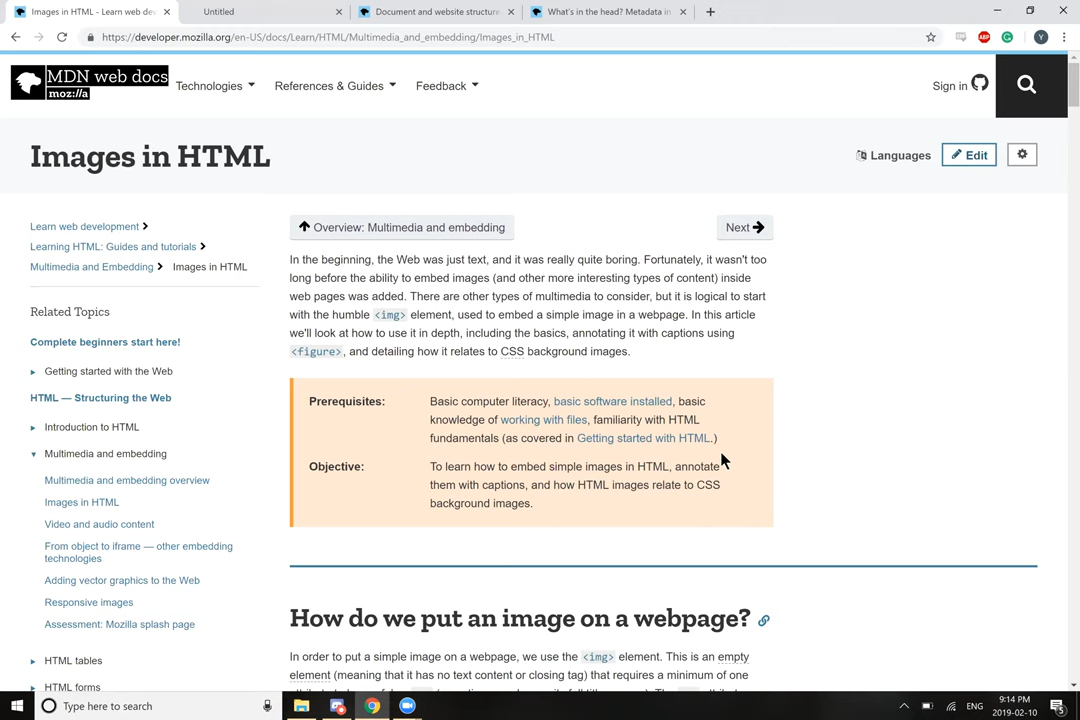 Images in HTML - Learn web de
Untitled
Document and website structure
What's in the head? Metadata in
https://developer.mozilla.org/en-US/docs/Learn/HTML/Multimedia_and_embedding/Images_in_HTML
ABP
Y
MDN web docs
moz://a
Technologies
References & Guides
Feedback
Sign in
Images in HTML
Languages
Edit
Learn web development
Learning HTML: Guides and tutorials
Multimedia and Embedding
Images in HTML
Related Topics
Complete beginners start here!
Getting started with the Web
HTML — Structuring the Web
Introduction to HTML
Multimedia and embedding
Multimedia and embedding overview
Images in HTML
Video and audio content
From object to iframe — other embedding
technologies
Adding vector graphics to the Web
Responsive images
Assessment: Mozilla splash page
HTML tables
HTML forms
Overview: Multimedia and embedding
Next
In the beginning, the Web was just text, and it was really quite boring. Fortunately, it wasn't too
long before the ability to embed images (and other more interesting types of content) inside
web pages was added. There are other types of multimedia to consider, but it is logical to start
with the humble <img> element, used to embed a simple image in a webpage. In this article
we'll look at how to use it in depth, including the basics, annotating it with captions using
<figure>, and detailing how it relates to CSS background images.
Prerequisites:
Basic computer literacy, basic software installed, basic
knowledge of working with files, familiarity with HTML
fundamentals (as covered in Getting started with HTML.)
Objective:
To learn how to embed simple images in HTML, annotate
them with captions, and how HTML images relate to CSS
background images.
How do we put an image on a webpage?
In order to put a simple image on a webpage, we use the <img> element. This is an empty
element (meaning that it has no text content or closing tag) that requires a minimum of one
Type here to search
ENG
9:14 PM
2019-02-10
5